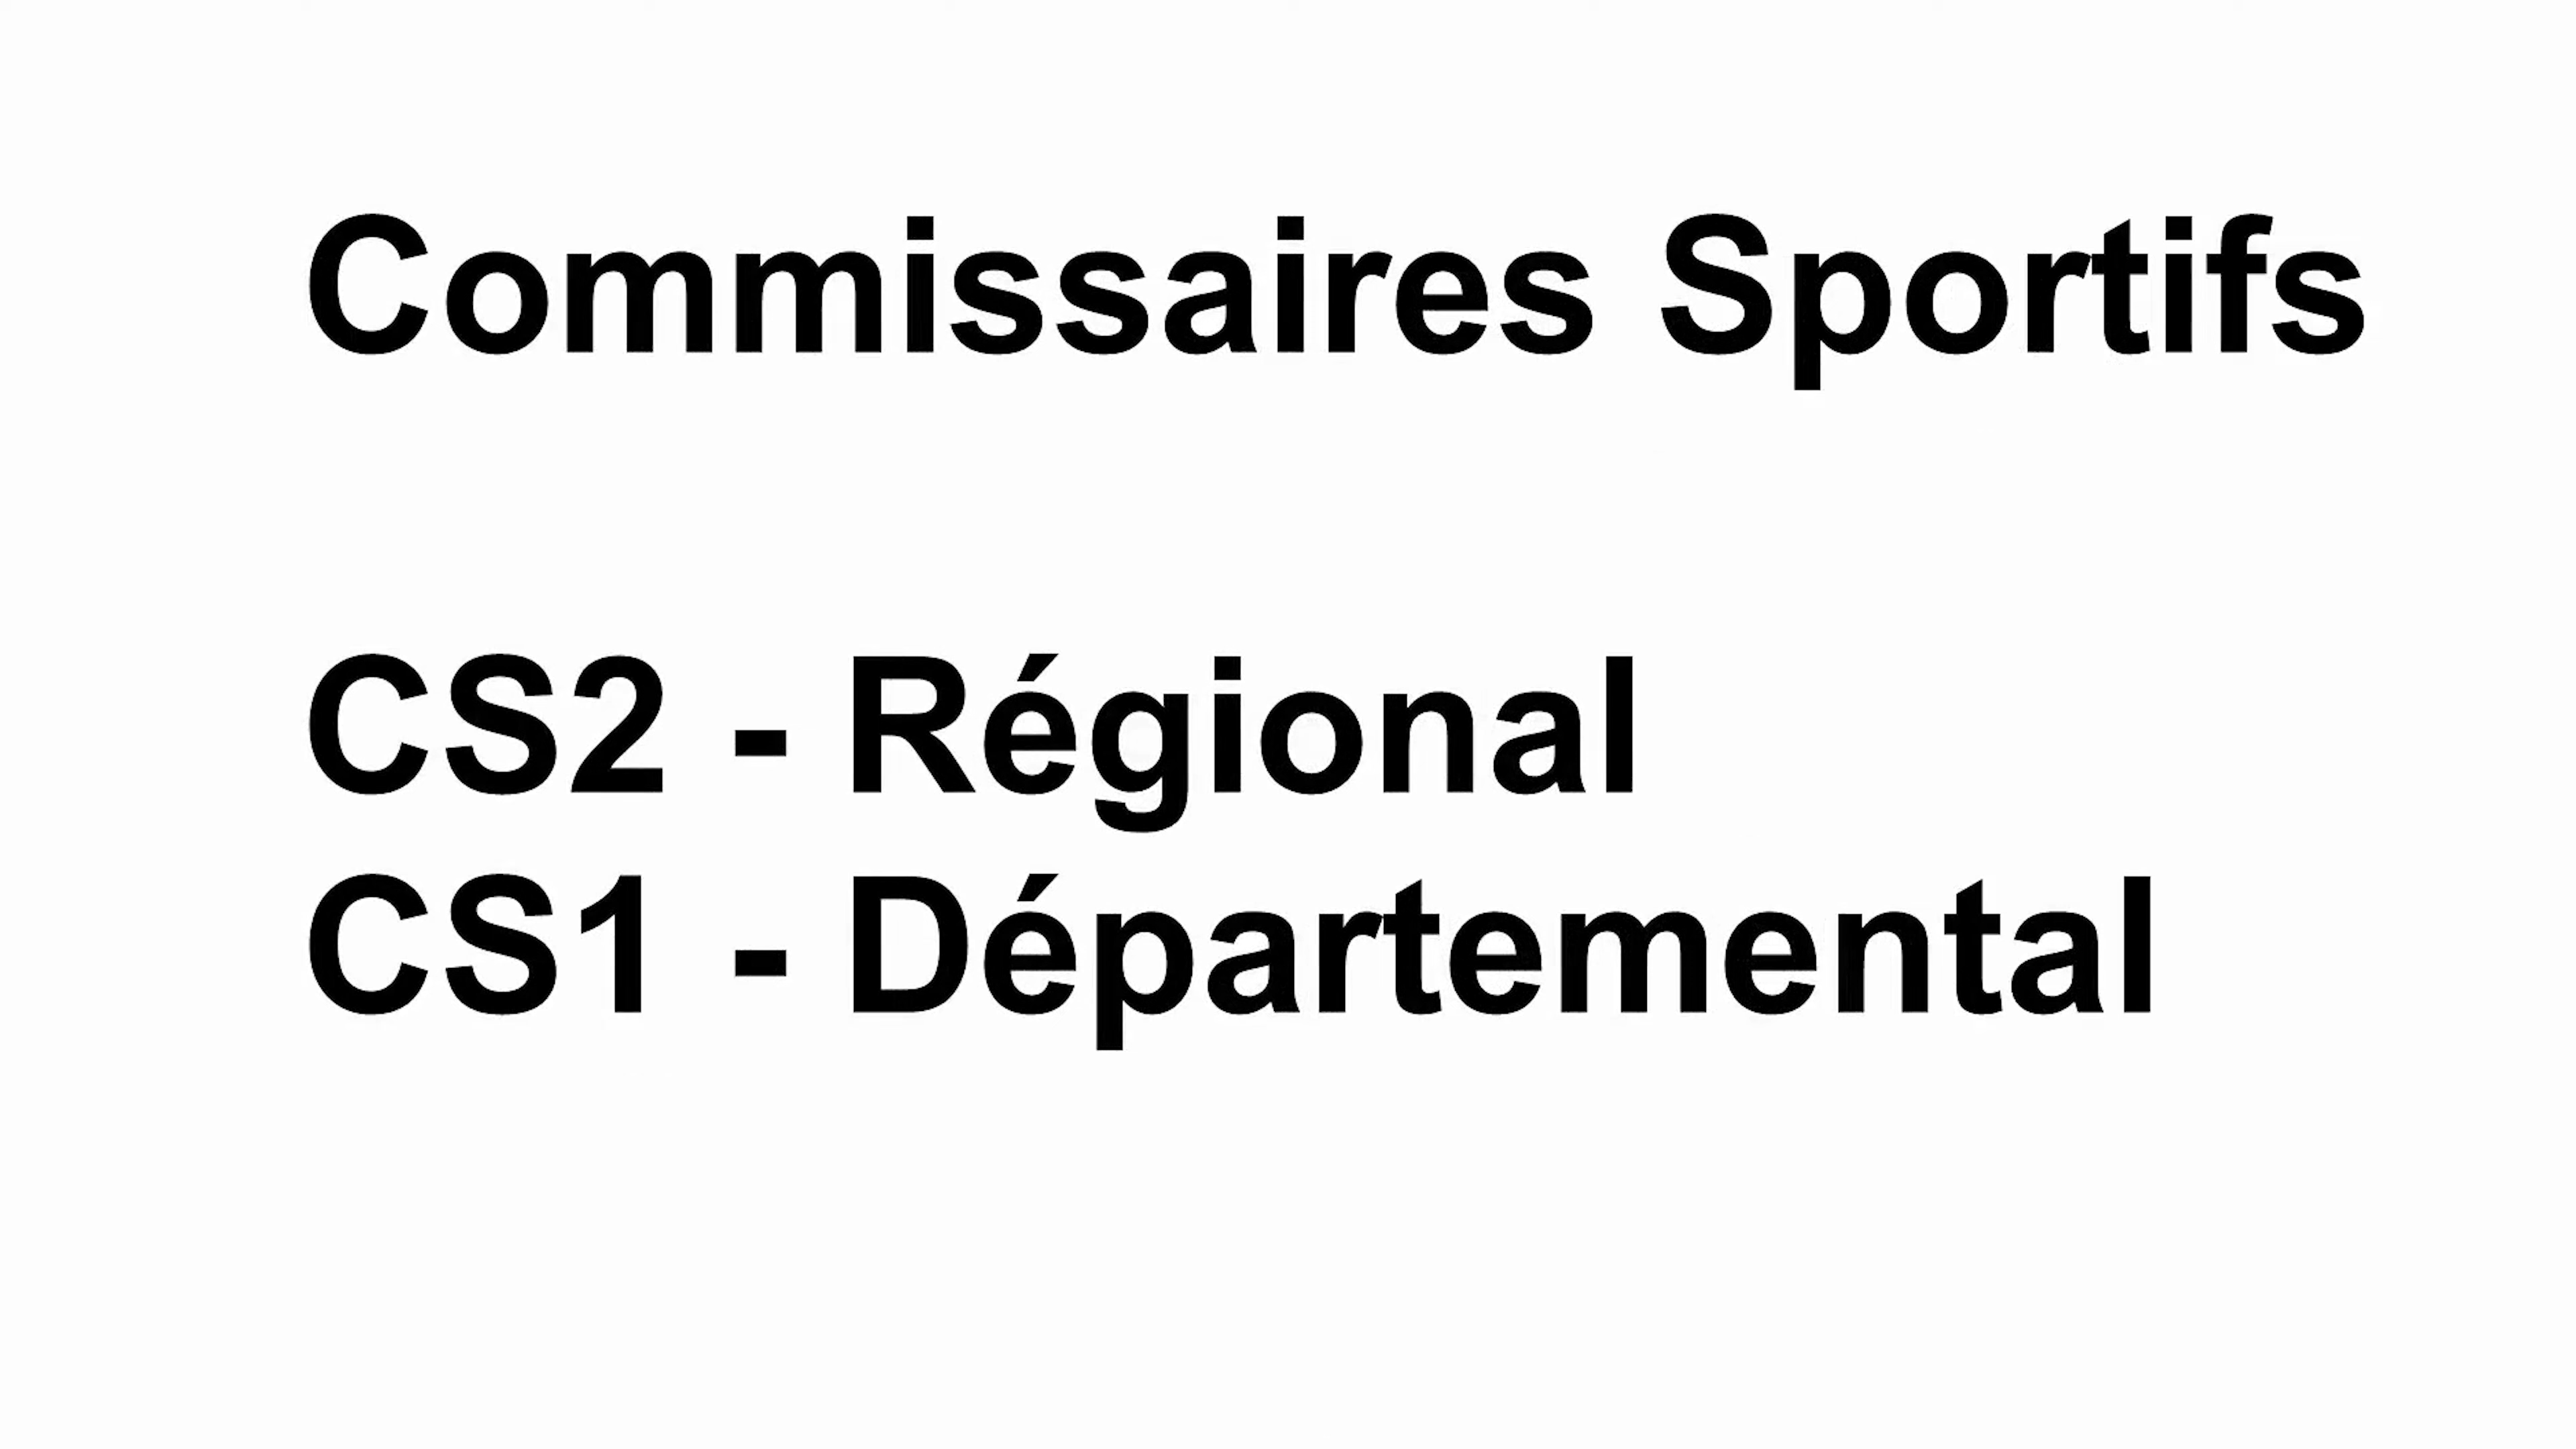 Commissaires Sportifs
CS2 - Régional
CS1 - Départemental